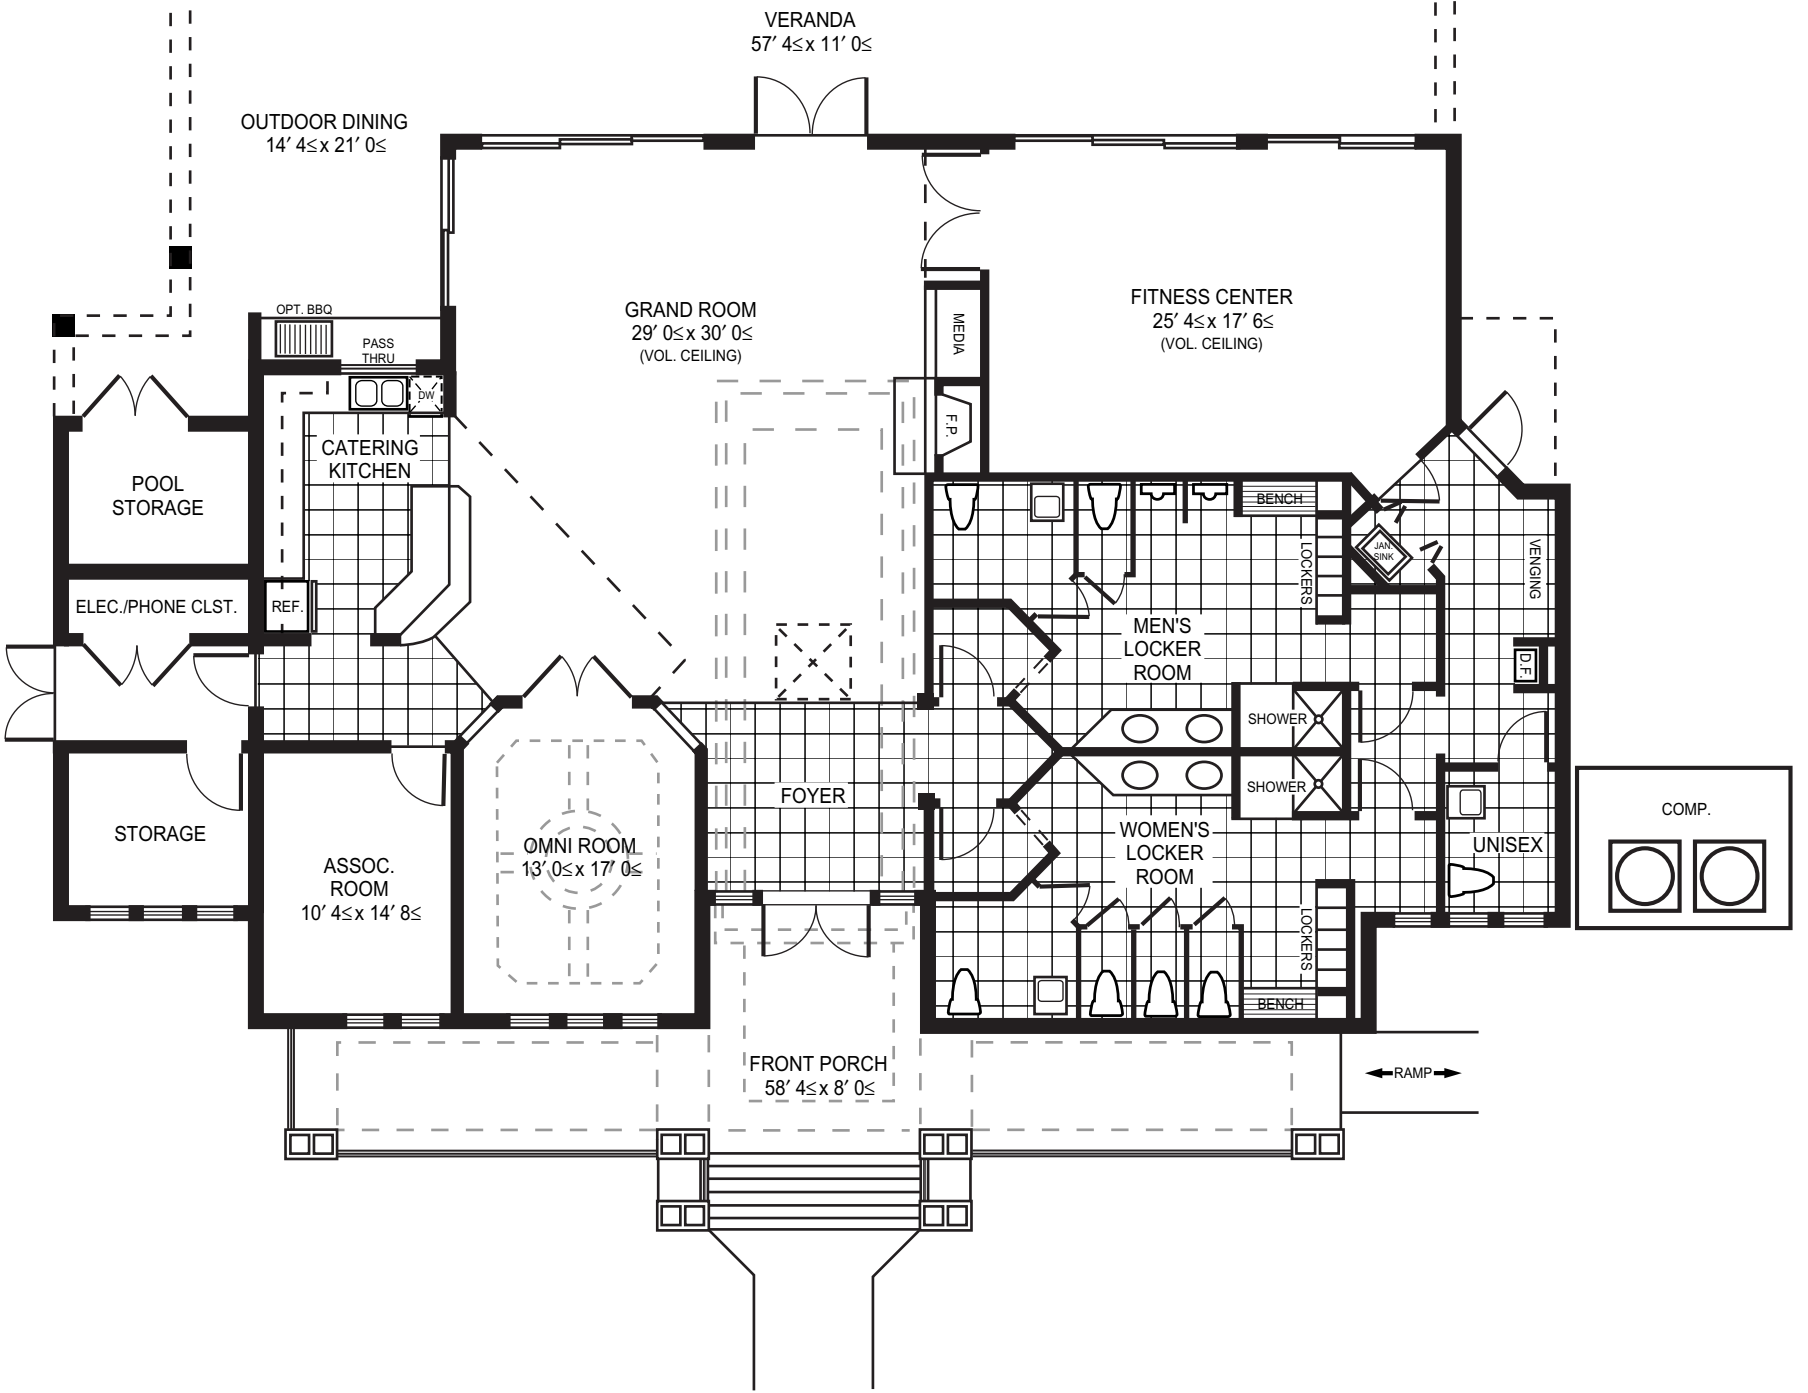 VERANDA
57′ 4≤ x 11′ 0≤
OUTDOOR DINING
14′ 4≤ x 21′ 0≤
OPT. BBQ
PASS
THRU
GRAND ROOM
29′ 0≤ x 30′ 0≤
(VOL. CEILING)
MEDIA
F.P.
FITNESS CENTER
25′ 4≤ x 17′ 6≤
(VOL. CEILING)
DW
CATERING
KITCHEN
POOL
STORAGE
ELEC./PHONE CLST.
REF.
BENCH
LOCKERS
JAN.
SINK
VENGING
D.F.
MEN'S
LOCKER
ROOM
SHOWER
SHOWER
FOYER
STORAGE
ASSOC.
ROOM
10′ 4≤ x 14′ 8≤
OMNI ROOM
13′ 0≤ x 17′ 0≤
WOMEN'S
LOCKER
ROOM
UNISEX
COMP.
LOCKERS
BENCH
FRONT PORCH
58′ 4≤ x 8′ 0≤
RAMP